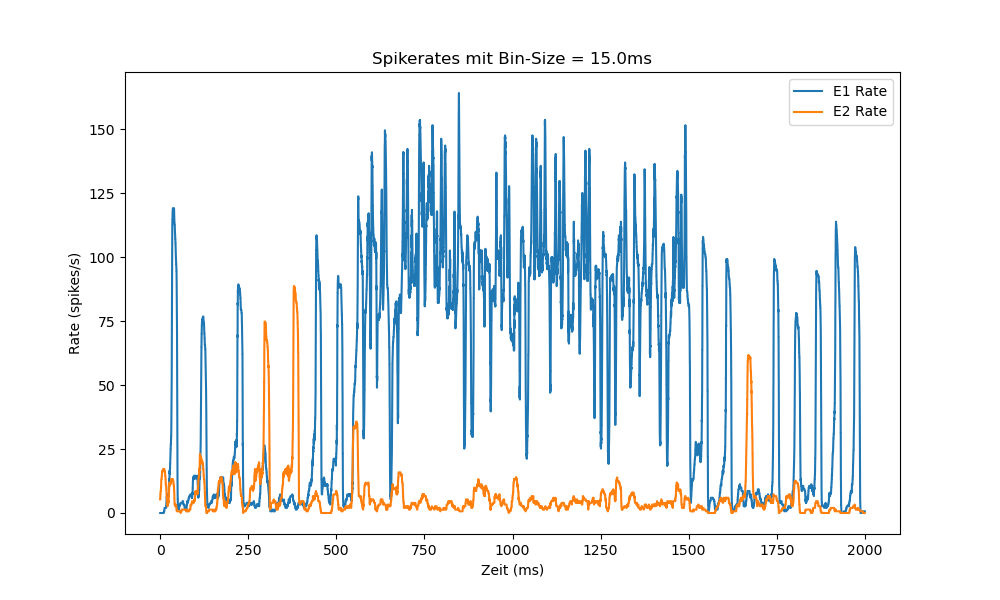 Spikerates mit Bin-Size = 15.0ms
E1 Rate
E2 Rate
Rate (spikes/s)
150
125
100
75
50
25
0
0 250 500 750 1000 1250 1500 1750 2000
Zeit (ms)